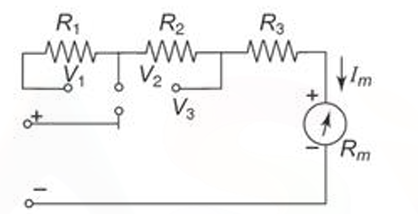 R₁ R₂ R₃
V₁ V₂ V₃ Iₘ
+ +
− Rₘ
−